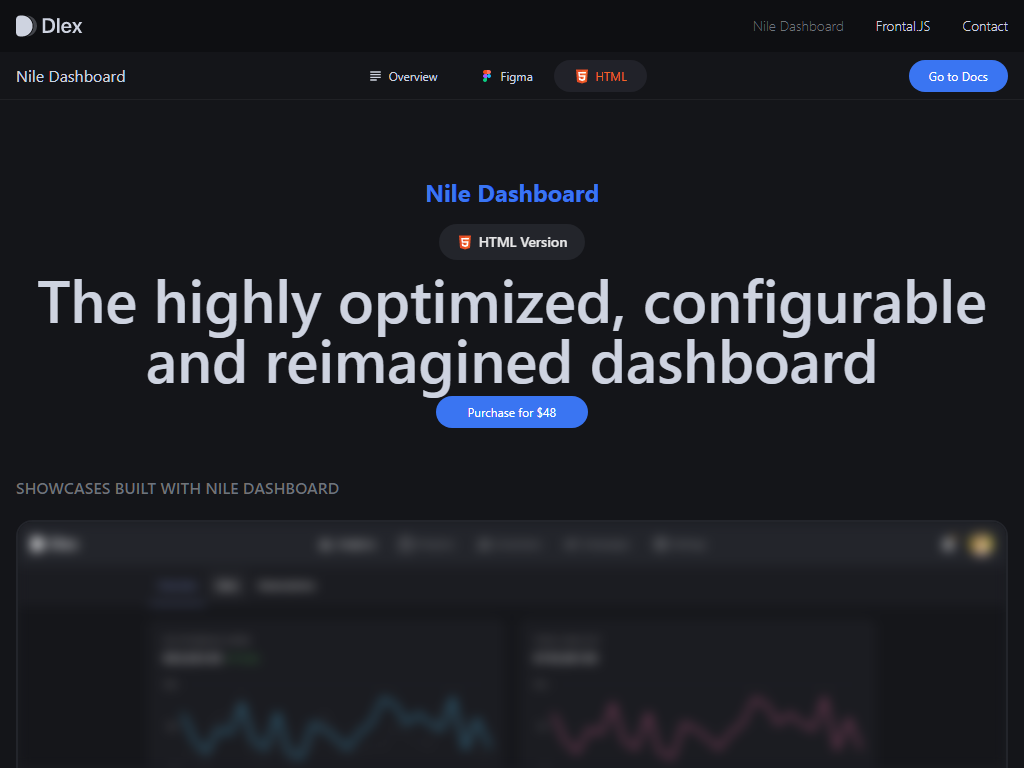 Dlex
Nile Dashboard
Frontal.JS
Contact
Nile Dashboard
Overview
Figma
HTML
Go to Docs
Nile Dashboard
HTML Version
The highly optimized, configurable
and reimagined dashboard
Purchase for $48
SHOWCASES BUILT WITH NILE DASHBOARD